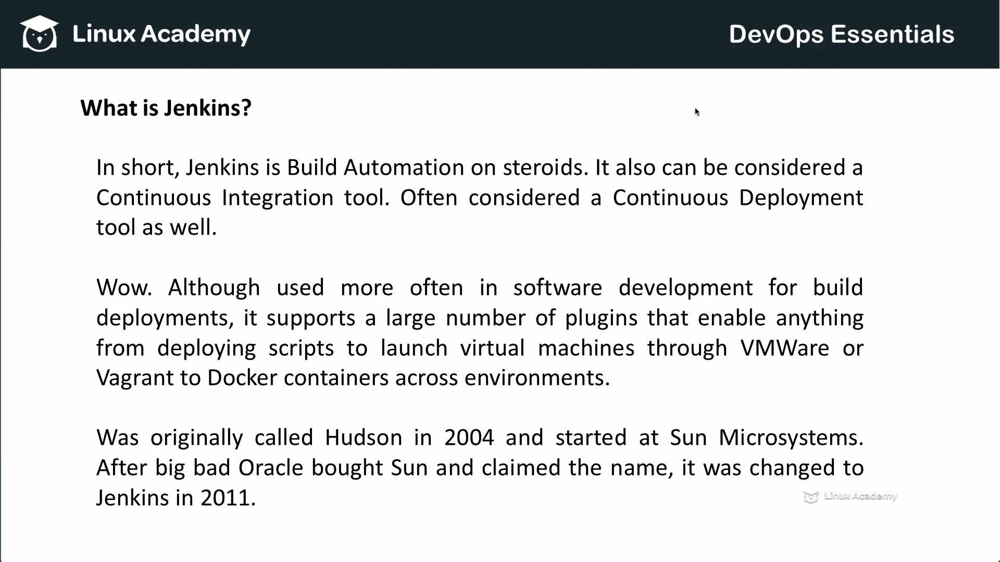 Linux Academy
DevOps Essentials
What is Jenkins?
In short, Jenkins is Build Automation on steroids. It also can be considered a
Continuous Integration tool. Often considered a Continuous Deployment
tool as well.
Wow. Although used more often in software development for build
deployments, it supports a large number of plugins that enable anything
from deploying scripts to launch virtual machines through VMWare or
Vagrant to Docker containers across environments.
Was originally called Hudson in 2004 and started at Sun Microsystems.
After big bad Oracle bought Sun and claimed the name, it was changed to
Jenkins in 2011.
Linux Academy